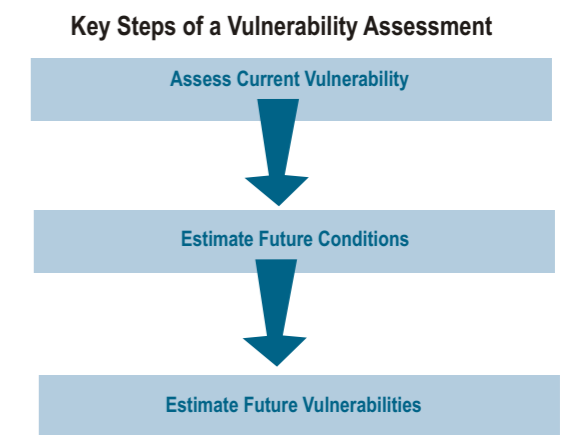 Key Steps of a Vulnerability Assessment
Assess Current Vulnerability
Estimate Future Conditions
Estimate Future Vulnerabilities